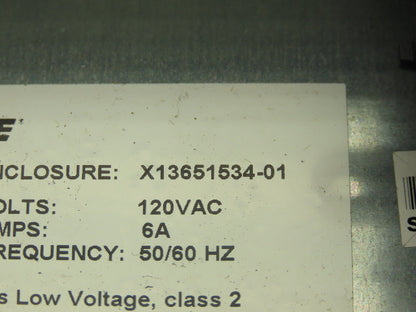 E
NCLOSURE: X13651534-01
OLTS: 120VAC
MPS: 6A
REQUENCY: 50/60 HZ
s Low Voltage, class 2
S